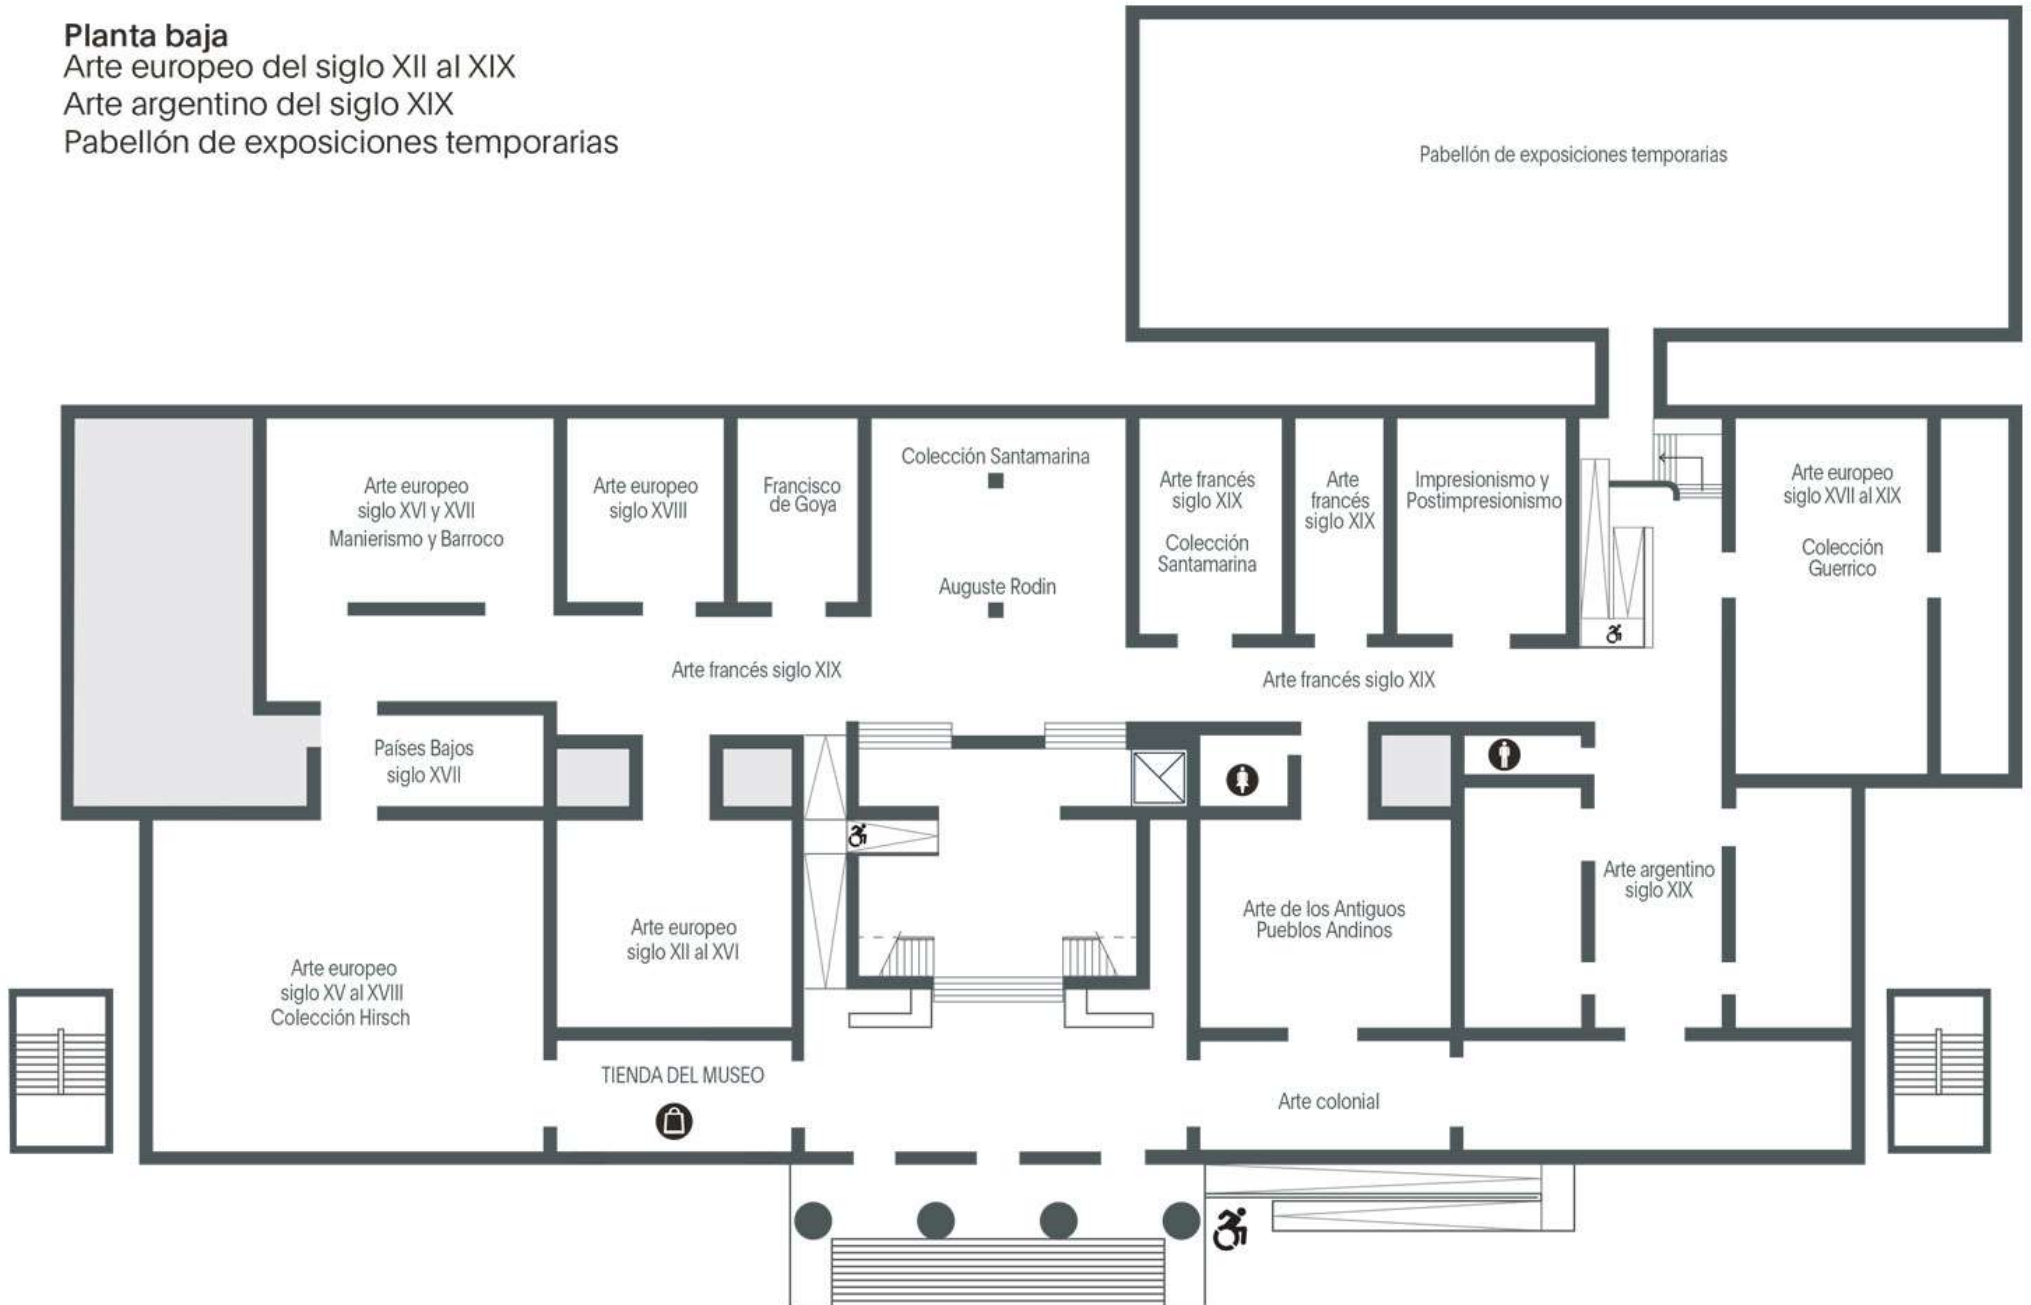 Planta baja
Arte europeo del siglo XII al XIX
Arte argentino del siglo XIX
Pabellón de exposiciones temporarias
Pabellón de exposiciones temporarias
Arte europeo
siglo XVI y XVII
Manierismo y Barroco
Arte europeo
siglo XVIII
Francisco
de Goya
Colección Santamarina
Auguste Rodin
Arte francés
siglo XIX
Colección
Santamarina
Arte
francés
siglo XIX
Impresionismo y
Postimpresionismo
Arte europeo
siglo XVII al XIX
Colección
Guerrico
Arte francés siglo XIX
Arte francés siglo XIX
Países Bajos
siglo XVII
Arte europeo
siglo XV al XVIII
Colección Hirsch
Arte europeo
siglo XII al XVI
Arte de los Antiguos
Pueblos Andinos
Arte argentino
siglo XIX
TIENDA DEL MUSEO
Arte colonial